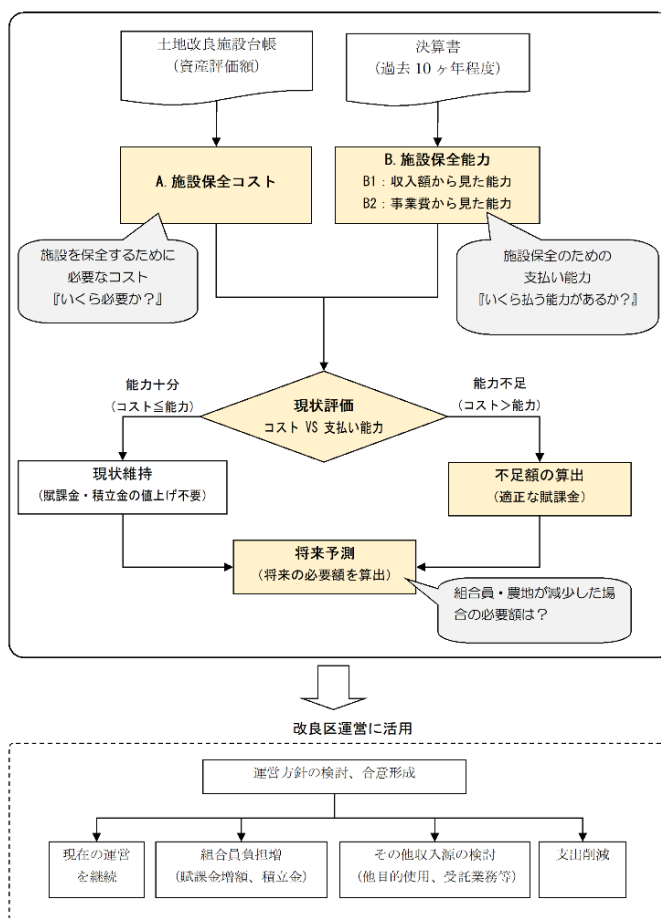 土地改良施設台帳
(資産評価額)
決算書
(過去 10 ヶ年程度)
A. 施設保全コスト
B. 施設保全能力
B1：収入額から見た能力
B2：事業費から見た能力
施設を保全するために
必要なコスト
『いくら必要か？』
施設保全のための
支払い能力
『いくら払う能力があるか？』
能力十分
(コスト≦能力)
能力不足
(コスト＞能力)
現状評価
コスト VS 支払い能力
現状維持
(賦課金・積立金の値上げ不要)
不足額の算出
(適正な賦課金)
将来予測
(将来の必要額を算出)
組合員・農地が減少した場
合の必要額は？
改良区運営に活用
運営方針の検討、合意形成
現在の運営
を継続
組合員負担増
(賦課金増額、積立金)
その他収入源の検討
(他目的使用、受託業務等)
支出削減